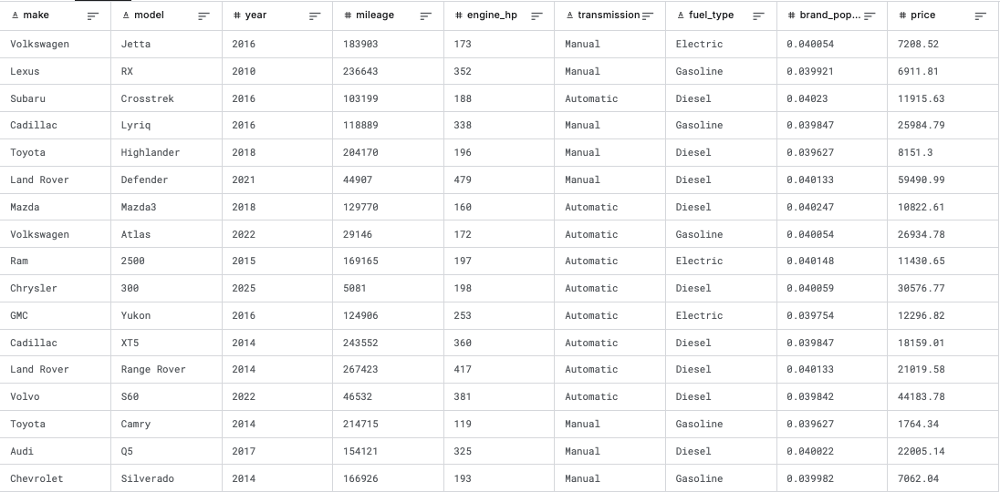 make model year mileage engine_hp transmission fuel_type brand_pop... price
Volkswagen Jetta 2016 183903 173 Manual Electric 0.040054 7208.52
Lexus RX 2010 236643 352 Manual Gasoline 0.039921 6911.81
Subaru Crosstrek 2016 103199 188 Automatic Diesel 0.04023 11915.63
Cadillac Lyriq 2016 118889 338 Manual Gasoline 0.039847 25984.79
Toyota Highlander 2018 204170 196 Manual Diesel 0.039627 8151.3
Land Rover Defender 2021 44907 479 Manual Diesel 0.040133 59490.99
Mazda Mazda3 2018 129770 160 Automatic Diesel 0.040247 10822.61
Volkswagen Atlas 2022 29146 172 Automatic Gasoline 0.040054 26934.78
Ram 2500 2015 169165 197 Automatic Electric 0.040148 11430.65
Chrysler 300 2025 5081 198 Automatic Diesel 0.040059 30576.77
GMC Yukon 2016 124906 253 Automatic Electric 0.039754 12296.82
Cadillac XT5 2014 243552 360 Automatic Diesel 0.039847 18159.01
Land Rover Range Rover 2014 267423 417 Automatic Diesel 0.040133 21019.58
Volvo S60 2022 46532 381 Automatic Diesel 0.039842 44183.78
Toyota Camry 2014 214715 119 Manual Gasoline 0.039627 1764.34
Audi Q5 2017 154121 325 Manual Diesel 0.040022 22005.14
Chevrolet Silverado 2014 166926 193 Manual Gasoline 0.039982 7062.04